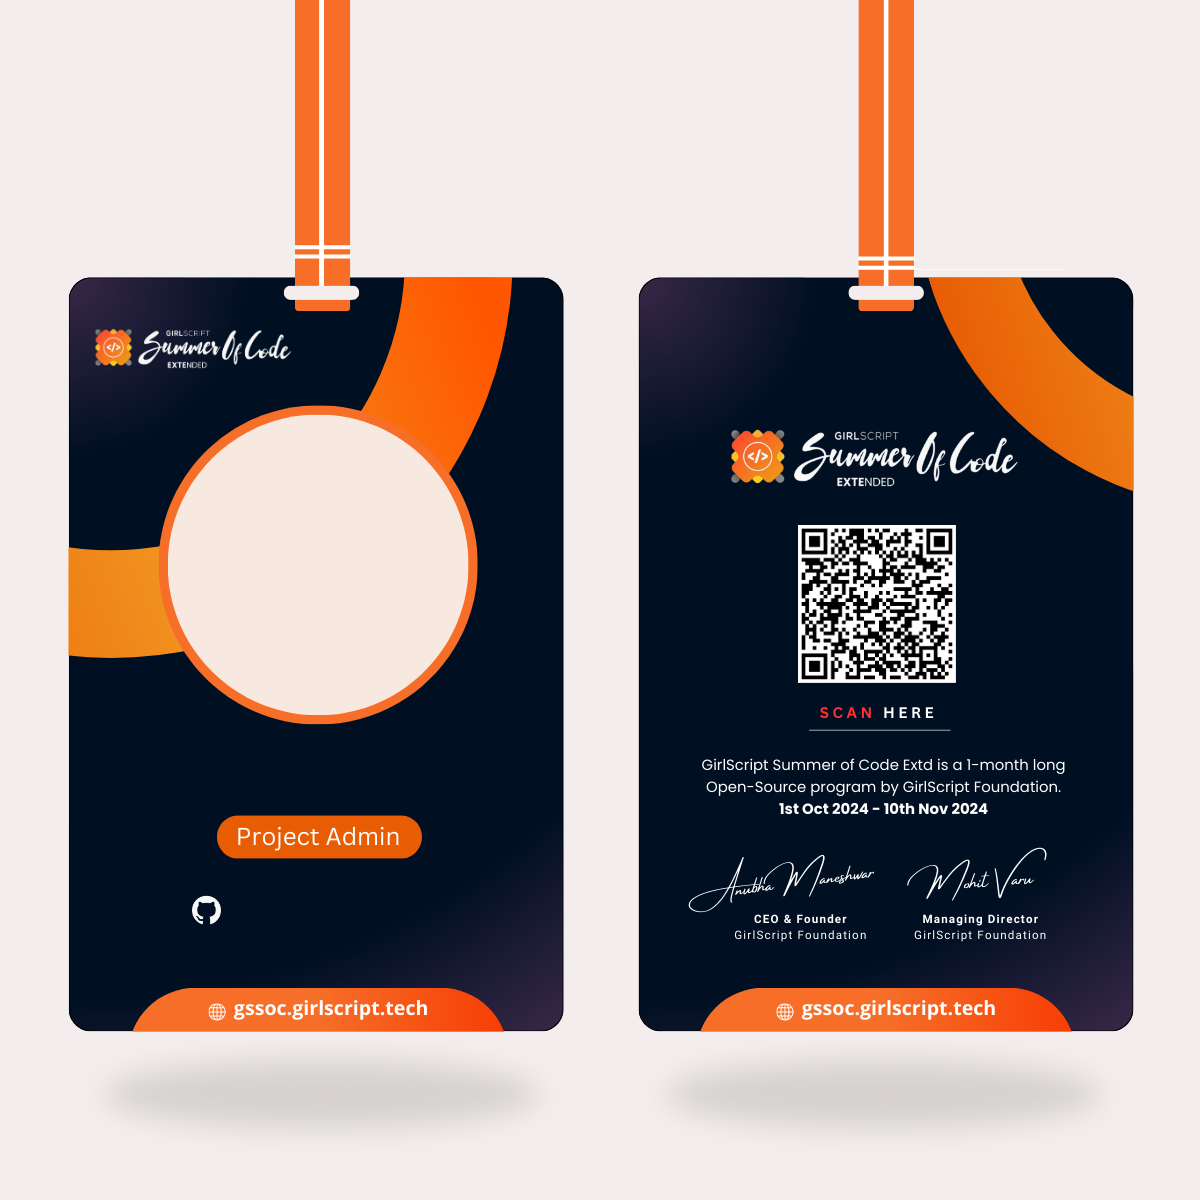 GIRLSCRIPT
Summer Of Code
EXTENDED
Project Admin
gssoc.girlscript.tech
GIRLSCRIPT
</>
Summer Of Code
EXTENDED
SCAN HERE
GirlScript Summer of Code Extd is a 1-month long
Open-Source program by GirlScript Foundation.
1st Oct 2024 - 10th Nov 2024
Anubha Maneshwar
CEO & Founder
GirlScript Foundation
Mohit Varu
Managing Director
GirlScript Foundation
gssoc.girlscript.tech